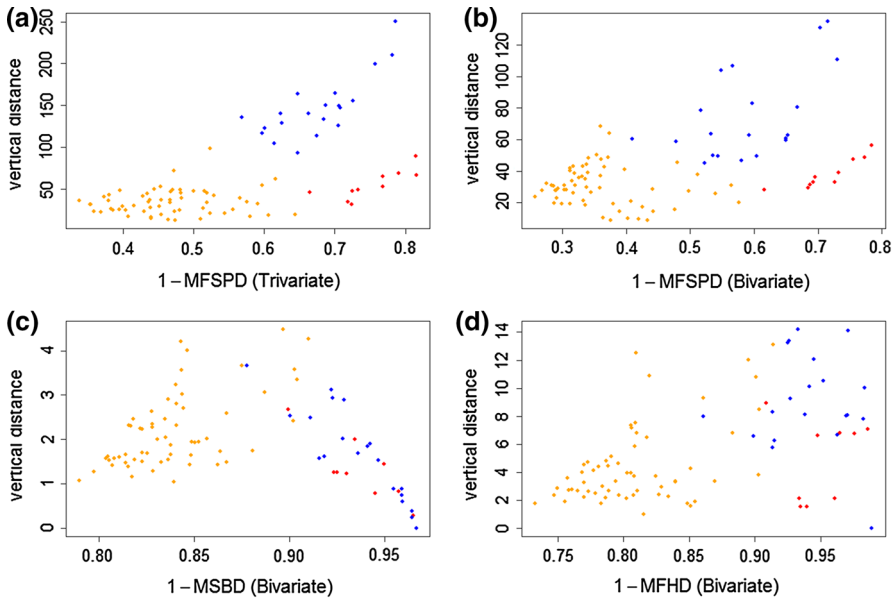 (a)
vertical distance
50 100 150 200 250
0.4 0.5 0.6 0.7 0.8
1 – MFSPD (Trivariate)
(b)
vertical distance
20 40 60 80 100 120
0.3 0.4 0.5 0.6 0.7 0.8
1 – MFSPD (Bivariate)
(c)
vertical distance
0 1 2 3 4
0.80 0.85 0.90 0.95
1 – MSBD (Bivariate)
(d)
vertical distance
0 2 4 6 8 10 12 14
0.75 0.80 0.85 0.90 0.95
1 – MFHD (Bivariate)